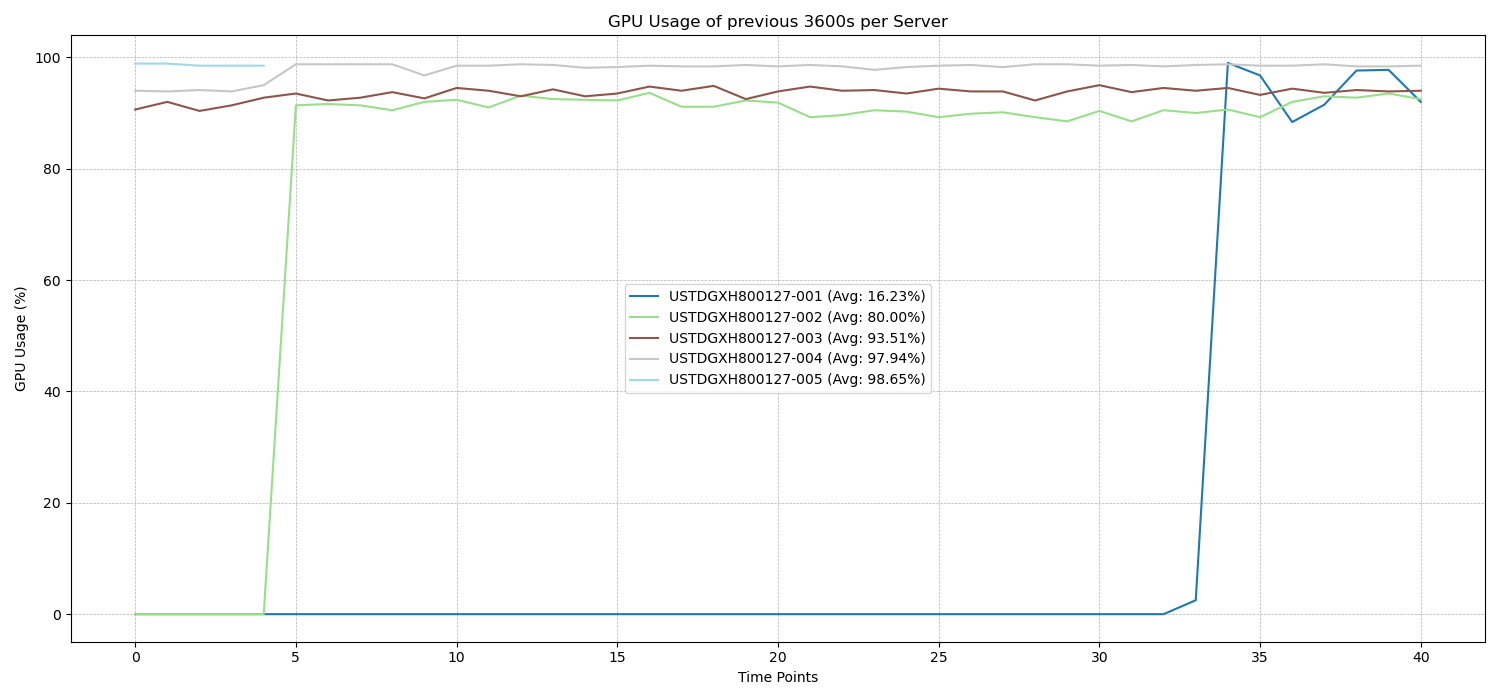 GPU Usage of previous 3600s per Server
100
80
60
40
20
0
GPU Usage (%)
USTDGXH800127-001 (Avg: 16.23%)
USTDGXH800127-002 (Avg: 80.00%)
USTDGXH800127-003 (Avg: 93.51%)
USTDGXH800127-004 (Avg: 97.94%)
USTDGXH800127-005 (Avg: 98.65%)
0 5 10 15 20 25 30 35 40
Time Points